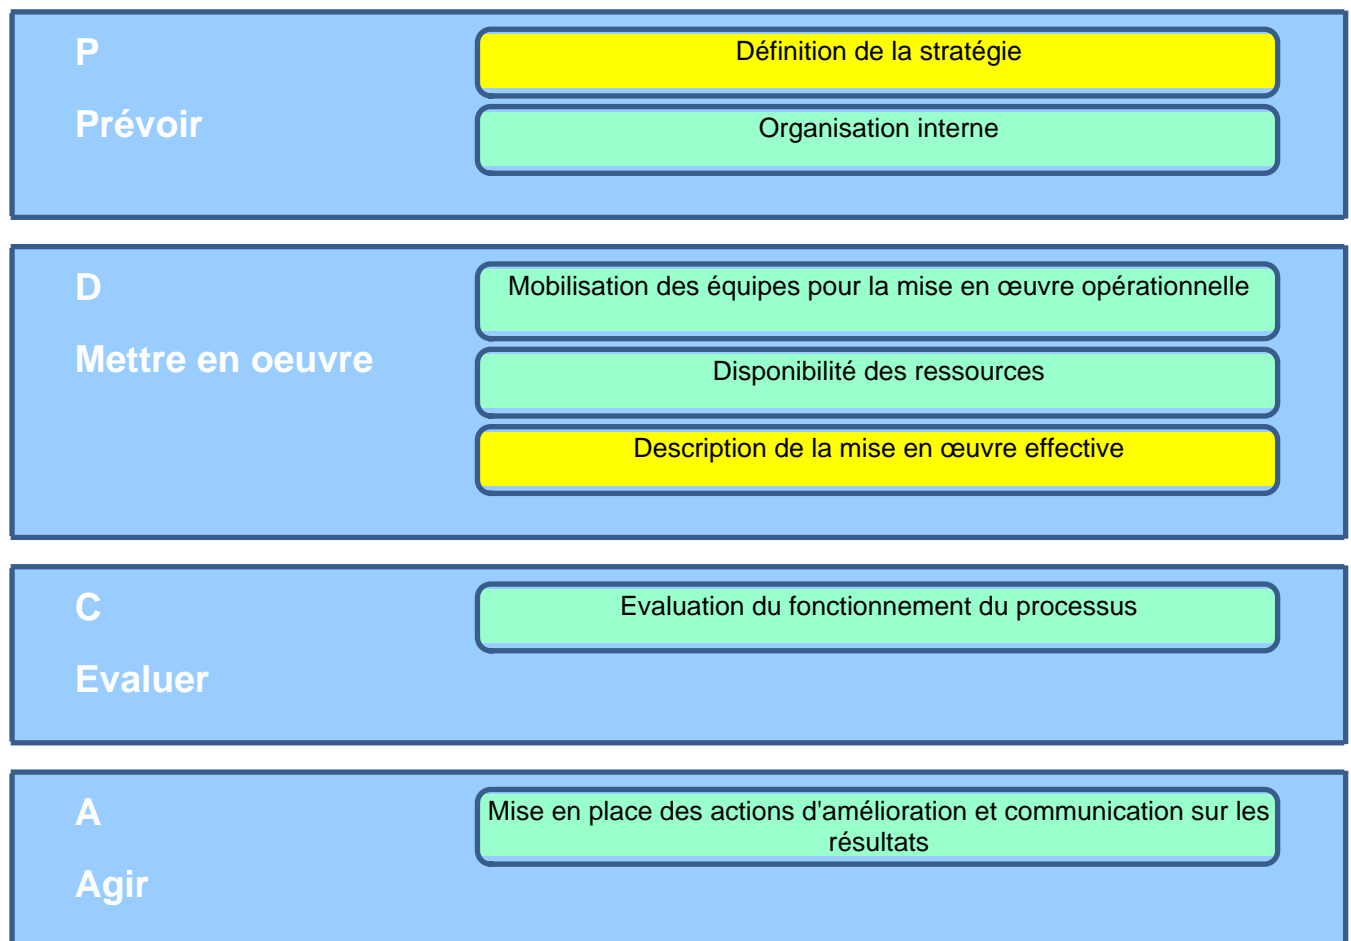 P
Définition de la stratégie
Prévoir
Organisation interne
D
Mobilisation des équipes pour la mise en œuvre opérationnelle
Mettre en oeuvre
Disponibilité des ressources
Description de la mise en œuvre effective
C
Evaluation du fonctionnement du processus
Evaluer
A
Mise en place des actions d'amélioration et communication sur les
résultats
Agir